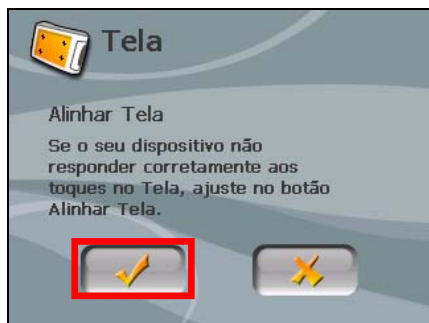 Tela
Alinhar Tela
Se o seu dispositivo não
responder corretamente aos
toques no Tela, ajuste no botão
Alinhar Tela.